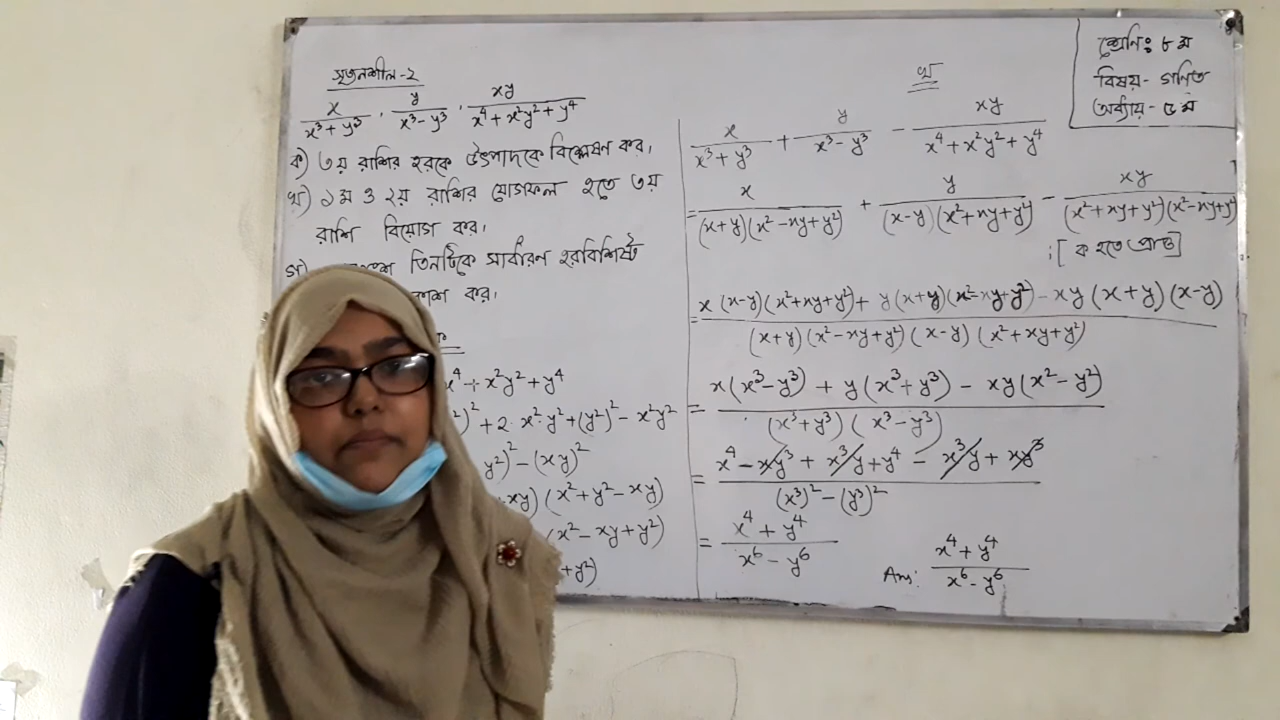 সৃজনশীল-২
x/(x³+y³), y/(x³-y³), xy/(x⁴+x²y²+y⁴)
ক) ৩য় রাশির হরকে উৎপাদকে বিশ্লেষণ কর।
খ) ১ম ও ২য় রাশির যোগফল হতে ৩য়
রাশি বিয়োগ কর।
গ) তিনটিকে সাধারণ হরবিশিষ্ট
কর।
x⁴ + x²y² + y⁴
²)² + 2·x²·y² + (y²)² - x²y²
y²)² - (xy)²
xy)(x² + y² - xy)
(x² - xy + y²)
+ y²)
খ
x/(x³+y³) + y/(x³-y³) - xy/(x⁴+x²y²+y⁴)
= x/((x+y)(x²-xy+y²)) + y/((x-y)(x²+xy+y²)) - xy/((x²+xy+y²)(x²-xy+y²))
;[ক হতে প্রাপ্ত]
= (x(x-y)(x²+xy+y²) + y(x+y)(x²-xy+y²) - xy(x+y)(x-y))/((x+y)(x²-xy+y²)(x-y)(x²+xy+y²))
= (x(x³-y³) + y(x³+y³) - xy(x²-y²))/((x³+y³)(x³-y³))
= (x⁴ - xy³ + x³y + y⁴ - x³y + xy³)/((x³)² - (y³)²)
= (x⁴+y⁴)/(x⁶-y⁶)
Ans: (x⁴+y⁴)/(x⁶-y⁶)
শ্রেনি: ৮ম
বিষয়- গণিত
অধ্যায়- ৫ম